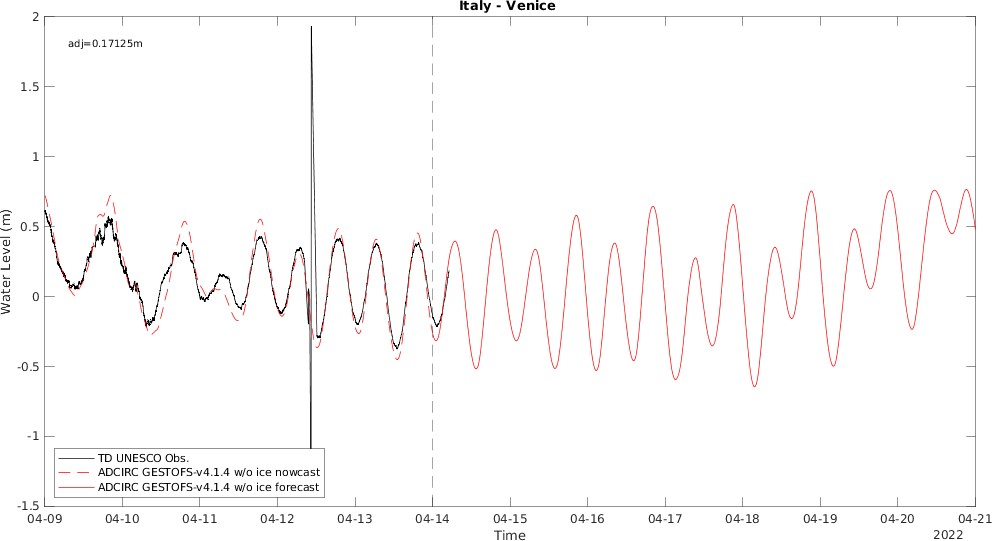 Italy - Venice
adj=0.17125m
Water Level (m)
2
1.5
1
0.5
0
-0.5
-1
-1.5
TD UNESCO Obs.
ADCIRC GESTOFS-v4.1.4 w/o ice nowcast
ADCIRC GESTOFS-v4.1.4 w/o ice forecast
04-09 04-10 04-11 04-12 04-13 04-14 04-15 04-16 04-17 04-18 04-19 04-20 04-21
Time
2022